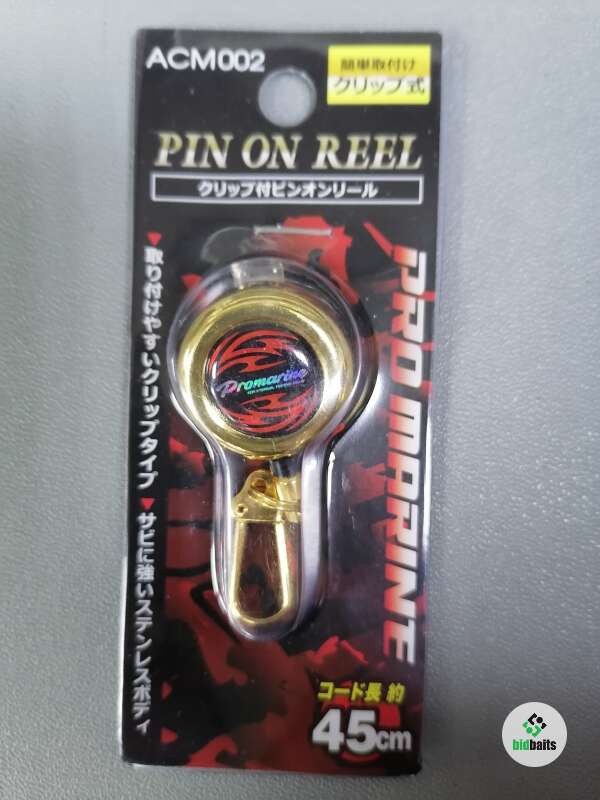 ACM002
簡単取付け
クリップ式
PIN ON REEL
クリップ付ピンオンリール
▼取り付けやすいクリップタイプ
▼サビに強いステンレスボディ
PRO MARINE
Promarine
コード長 約
45cm
bidbaits